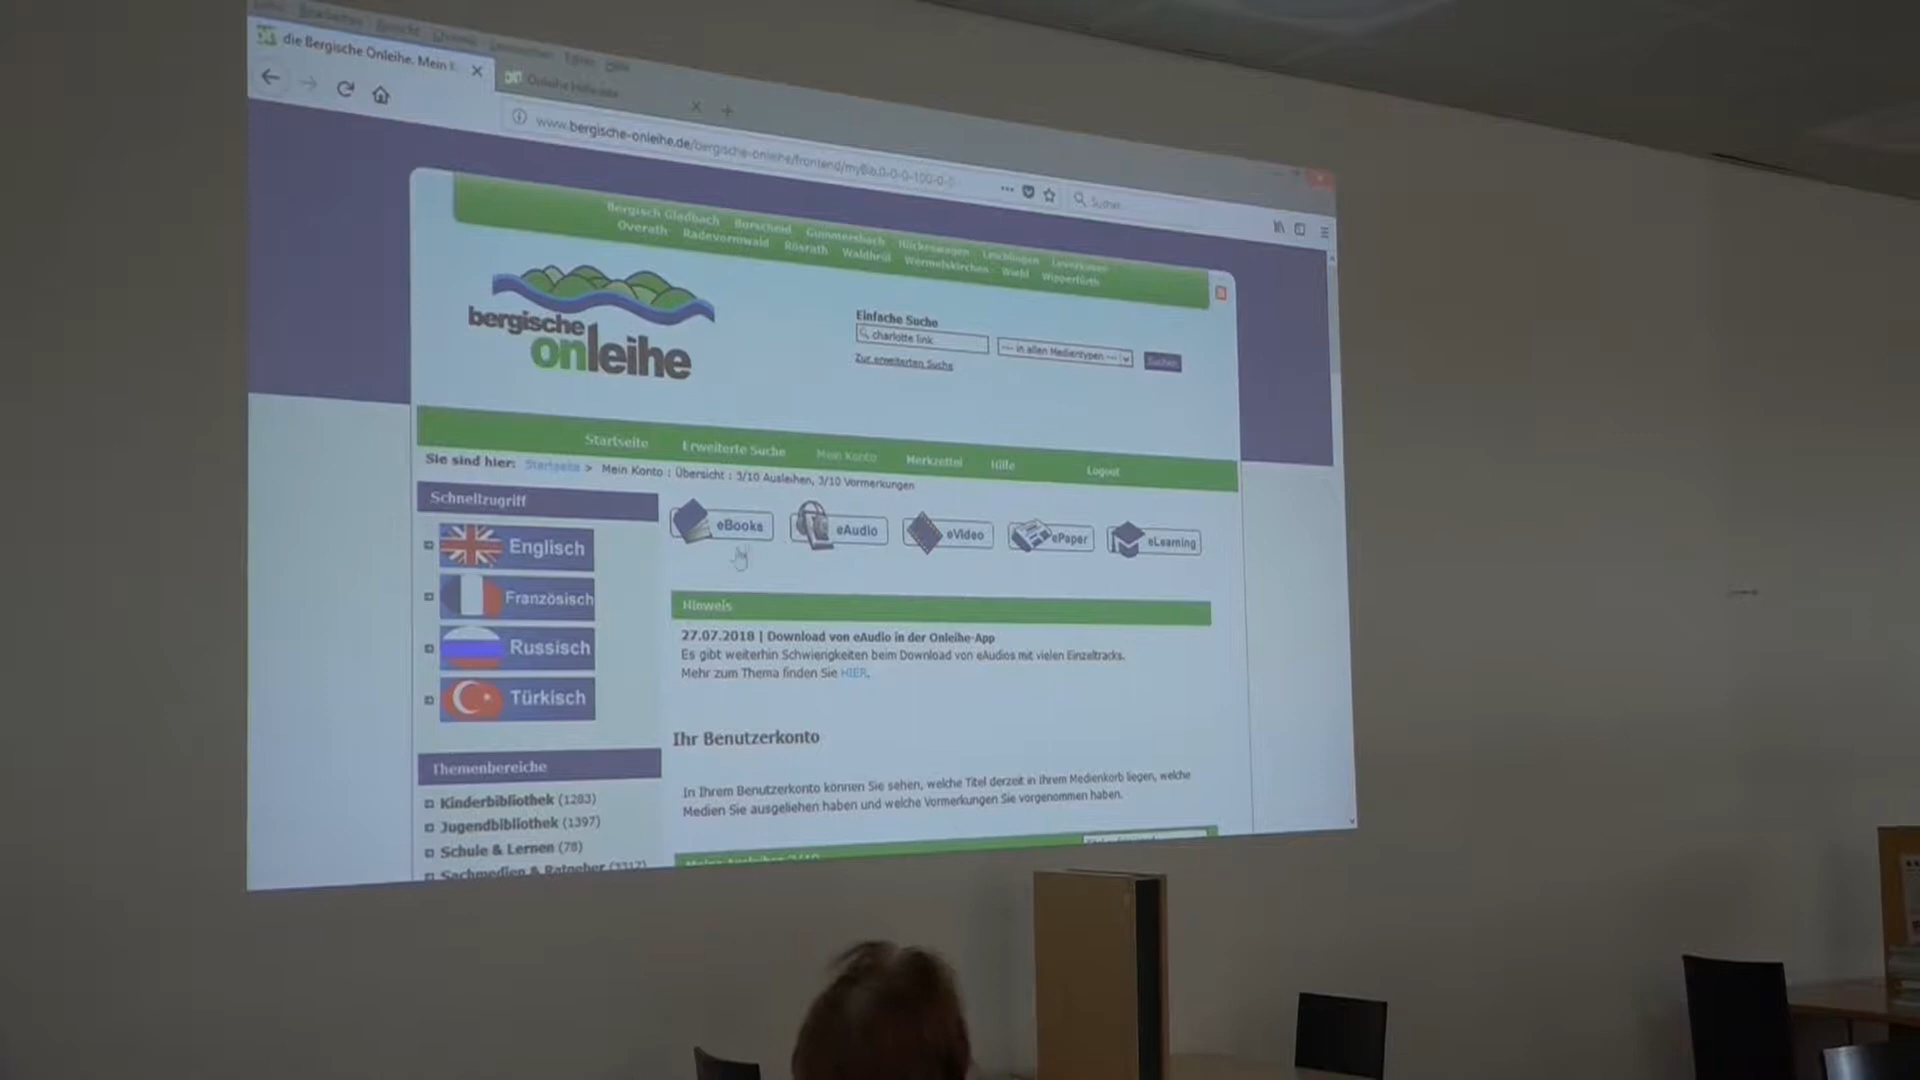 die Bergische Onleihe. Mein
www.bergische-onleihe.de/bergische-onleihe/frontend/myBib,0-0-0-100-0-0
Suchen
Bergisch Gladbach Burscheid Gummersbach Hückeswagen Leichlingen Leverkusen
Overath Radevormwald Rösrath Waldbröl Wermelskirchen Wiehl Wipperfürth
bergische
onleihe
Einfache Suche
charlotte link
--- in allen Medientypen ---
Suchen
Zur erweiterten Suche
Startseite Erweiterte Suche Mein Konto Merkzettel Hilfe Logout
Sie sind hier: Startseite > Mein Konto : Übersicht : 3/10 Ausleihen, 3/10 Vormerkungen
Schnellzugriff
eBooks eAudio eVideo ePaper eLearning
Englisch
Französisch
Russisch
Türkisch
Hinweis
27.07.2018 | Download von eAudio in der Onleihe-App
Es gibt weiterhin Schwierigkeiten beim Download von eAudios mit vielen Einzeltracks.
Mehr zum Thema finden Sie HIER.
Ihr Benutzerkonto
In Ihrem Benutzerkonto können Sie sehen, welche Titel derzeit in Ihrem Medienkorb liegen, welche
Medien Sie ausgeliehen haben und welche Vormerkungen Sie vorgenommen haben.
Themenbereiche
Kinderbibliothek (1283)
Jugendbibliothek (1397)
Schule & Lernen (78)
Sachmedien & Ratgeber (3317)